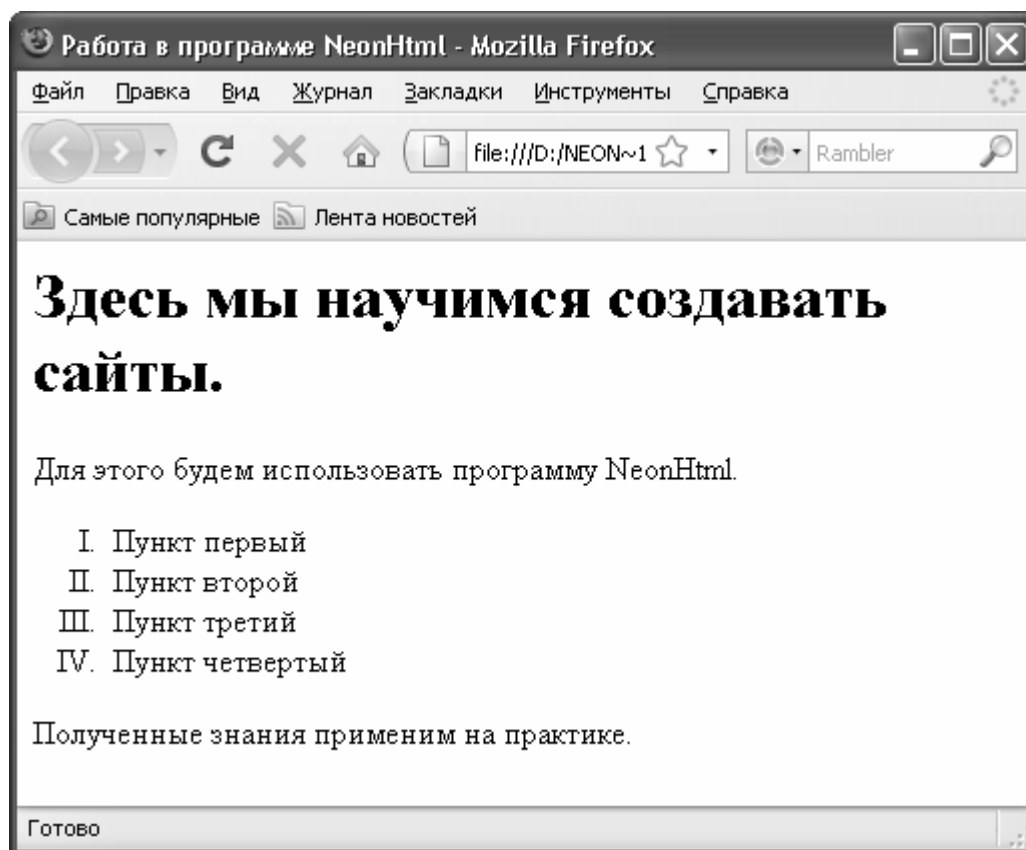 Работа в программе NeonHtml - Mozilla Firefox
Файл Правка Вид Журнал Закладки Инструменты Справка
file:///D:/NEON~1 Rambler
Самые популярные Лента новостей
Здесь мы научимся создавать
сайты.
Для этого будем использовать программу NeonHtml.
I. Пункт первый
II. Пункт второй
III. Пункт третий
IV. Пункт четвертый
Полученные знания применим на практике.
Готово